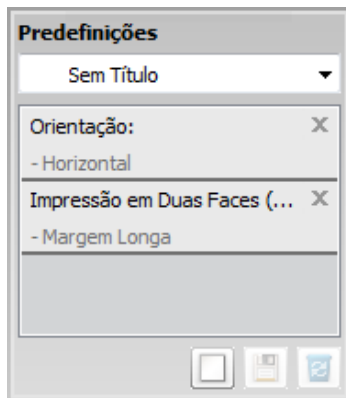 Predefinições
Sem Título
Orientação:
- Horizontal
Impressão em Duas Faces (...
- Margem Longa